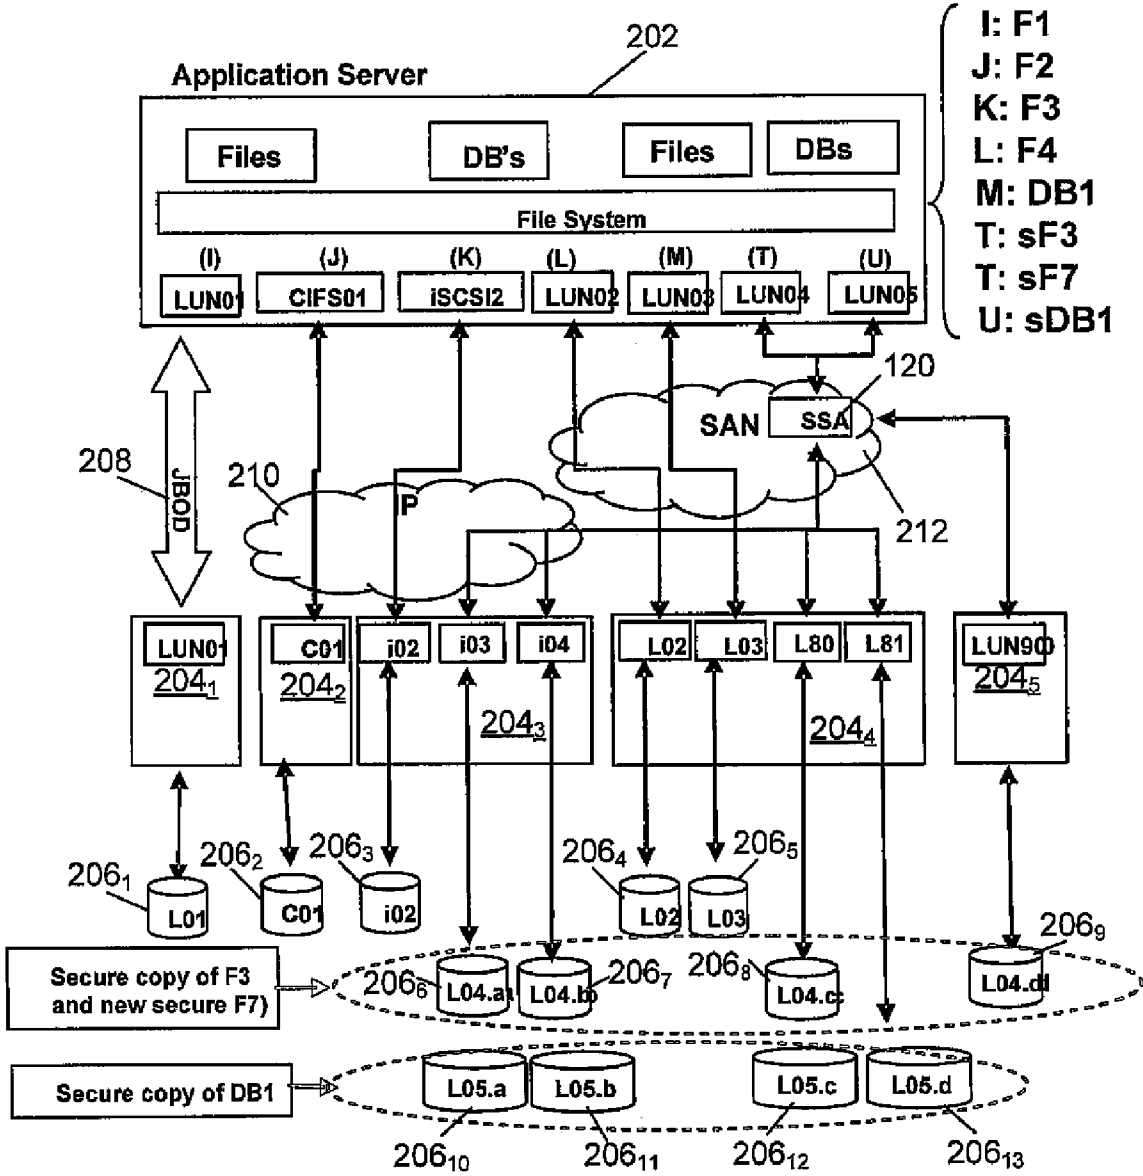 202
Application Server
I: F1
J: F2
K: F3
L: F4
M: DB1
T: sF3
T: sF7
U: sDB1
Files
DB's
Files
DBs
File System
(I)
(J)
(K)
(L)
(M)
(T)
(U)
LUN01
CIFS01
iSCSI2
LUN02
LUN03
LUN04
LUN05
120
SAN
SSA
208
JBOD
210
IP
212
LUN01
C01
i02
i03
i04
L02
L03
L80
L81
LUN90
204₁
204₂
204₃
204₄
204₅
206₁
206₂
206₃
206₄
206₅
L01
C01
i02
L02
L03
206₉
Secure copy of F3
and new secure F7)
206₆
L04.a
L04.b
206₇
206₈
L04.c
L04.d
Secure copy of DB1
L05.a
L05.b
L05.c
L05.d
206₁₀
206₁₁
206₁₂
206₁₃